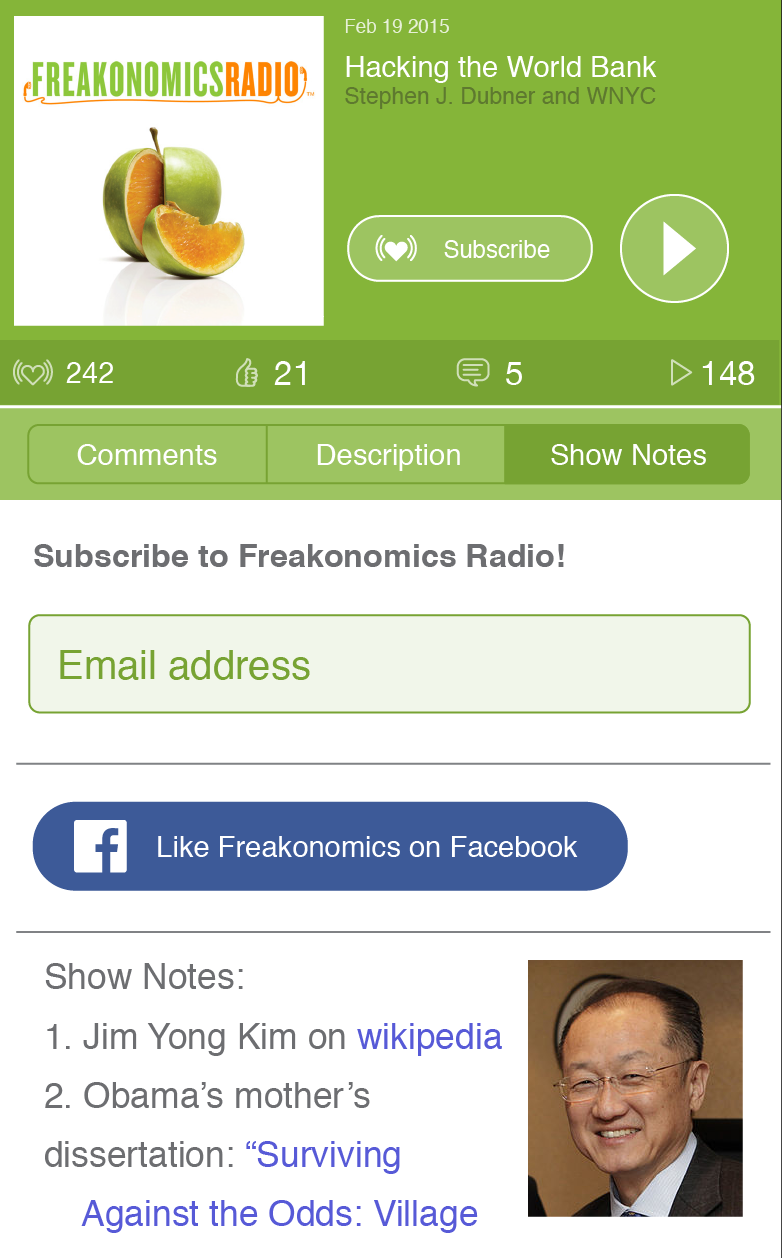 Feb 19 2015
FREAKONOMICSRADIO™
Hacking the World Bank
Stephen J. Dubner and WNYC
Subscribe
242
21
5
148
Comments
Description
Show Notes
Subscribe to Freakonomics Radio!
Email address
f
Like Freakonomics on Facebook
Show Notes:
1. Jim Yong Kim on wikipedia
2. Obama’s mother’s
dissertation: “Surviving
Against the Odds: Village